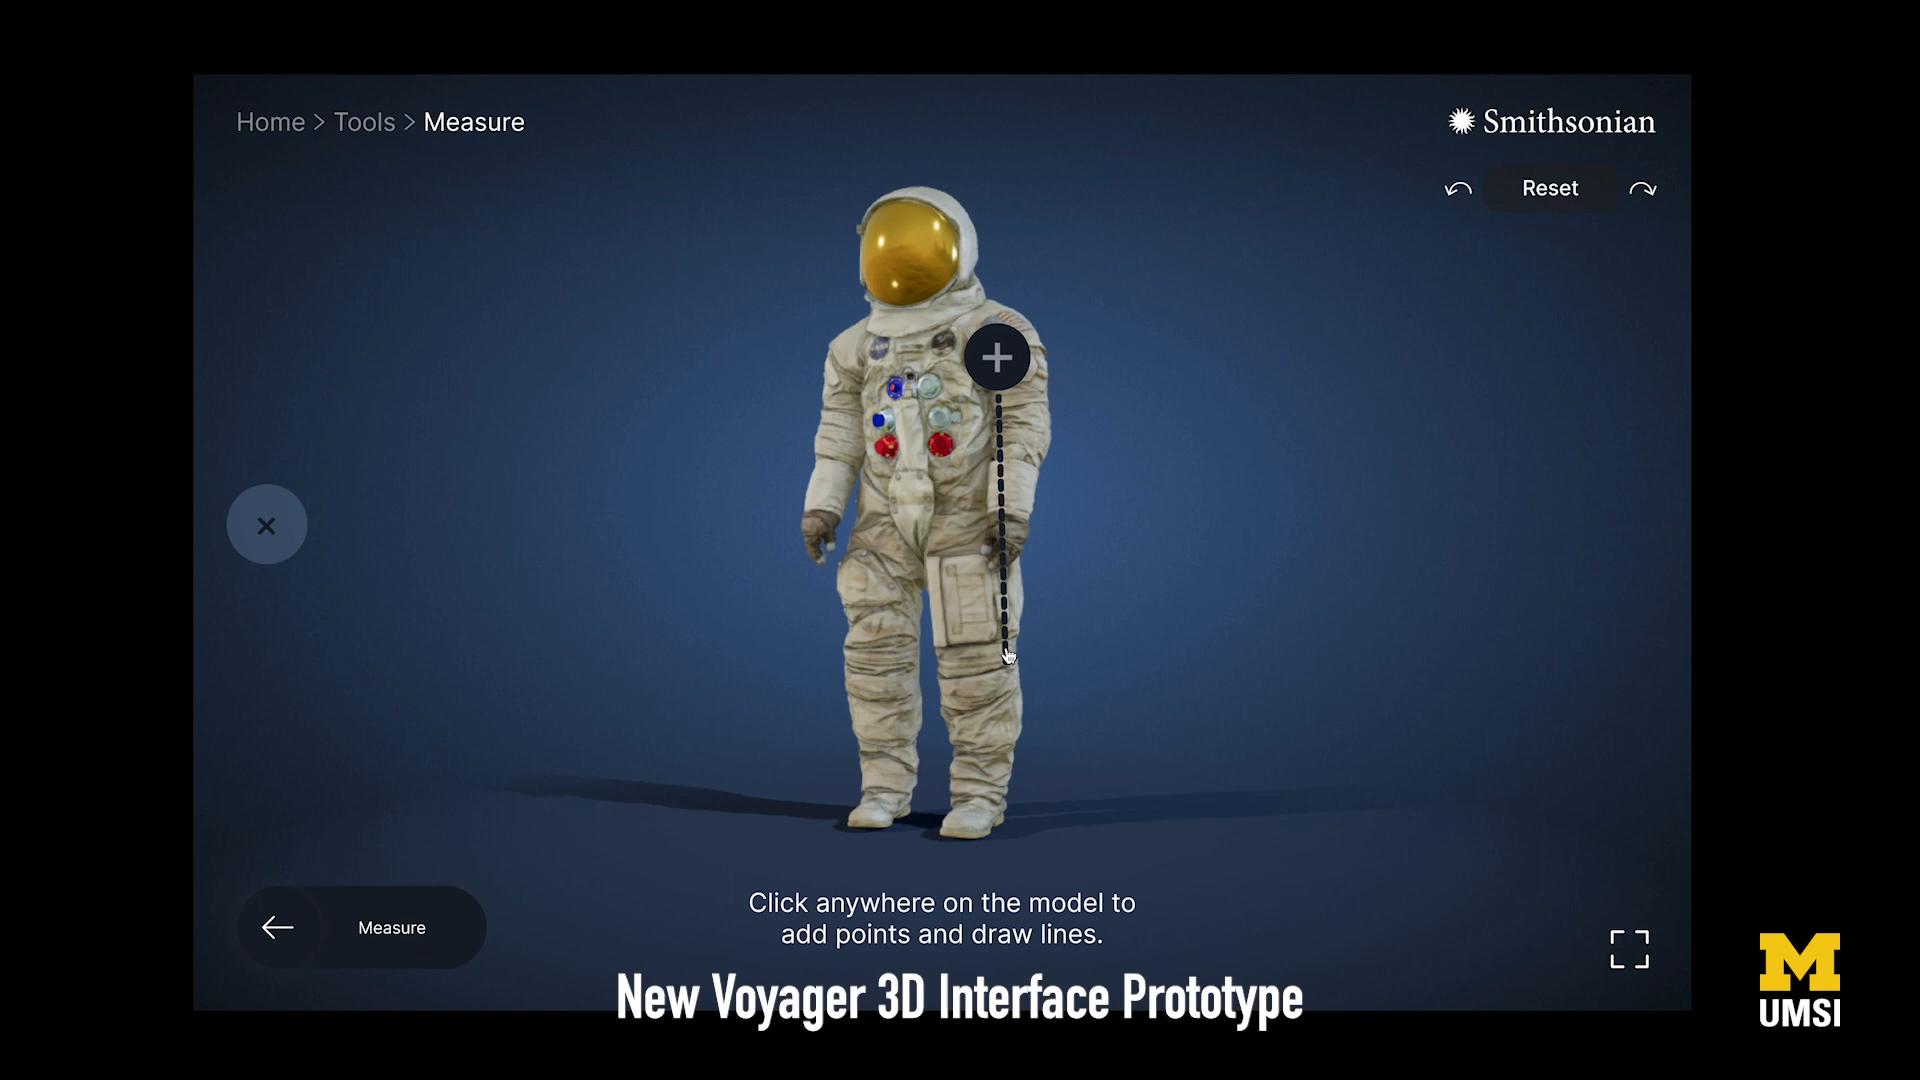 Home > Tools > Measure
Smithsonian
Reset
Measure
Click anywhere on the model to
add points and draw lines.
New Voyager 3D Interface Prototype
M
UMSI